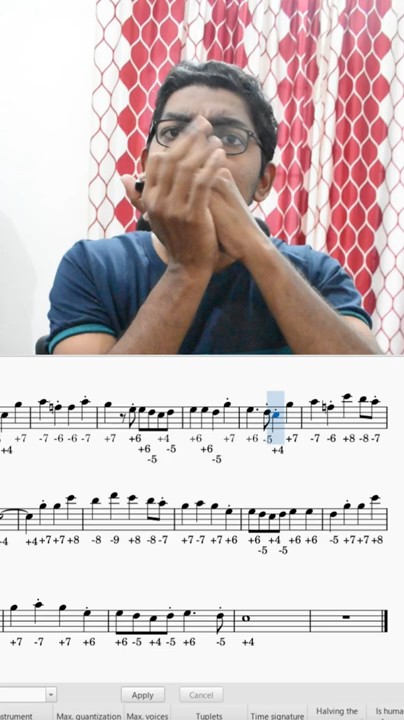 +7 -7 -6 -6 -7 +7 +6 +4 +6 +7 +6 -5 +7 -7 -6 +8 -8 -7
+4 +6 -5 +6 +4
-5 -5
-4 +4 +7 +7 +8 -8 -9 +8 -8 -7 +7 -7 +7 +6 +6 +4 +6 +6 -5 +7 +7 +8
-5 -5
+7 -7 +7 +6 +6 -5 +4 -5 +6 -5 +4
Apply Cancel
Max. quantization Max. voices Tuplets Time signature Halving the